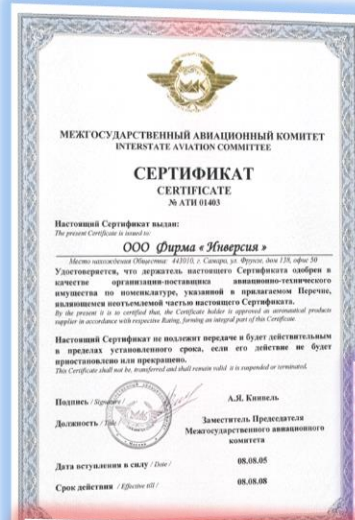 МЕЖГОСУДАРСТВЕННЫЙ АВИАЦИОННЫЙ КОМИТЕТ
INTERSTATE AVIATION COMMITTEE
СЕРТИФИКАТ
CERTIFICATE
№ АТИ 01403
Настоящий Сертификат выдан:
The present Certificate is issued to:
ООО Фирма «Инверсия»
Место нахождения Общества: 443010, г. Самара, ул. Фрунзе, дом 138, офис 50
Удостоверяется, что держатель настоящего Сертификата одобрен в
качестве организации-поставщика авиационно-технического
имущества по номенклатуре, указанной в прилагаемом Перечне,
являющемся неотъемлемой частью настоящего Сертификата.
By the present it is so certified that, the Certificate holder is approved as aeronautical products
supplier in accordance with respective Rating, forming an integral part of this Certificate.
Настоящий Сертификат не подлежит передаче и будет действительным
в пределах установленного срока, если его действие не будет
приостановлено или прекращено.
This Certificate shall not be, transferred and shall remain valid it is suspended or terminated.
Подпись / Signature /
А.Я. Книвель
Должность / Title /
Заместитель Председателя
Межгосударственного авиационного
комитета
Дата вступления в силу / Date / 08.08.05
Срок действия / Effective till / 08.08.08